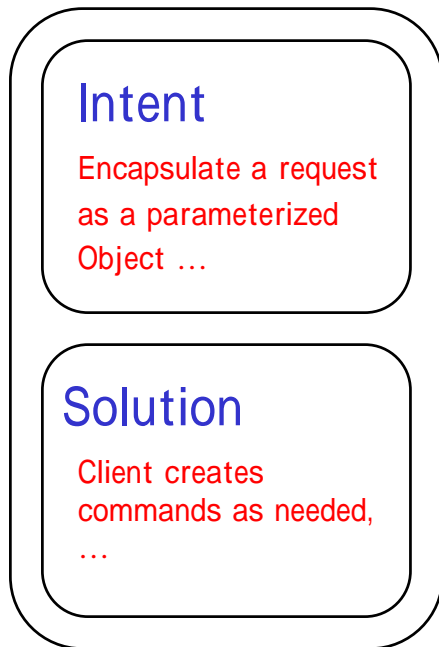 Intent
Encapsulate a request
as a parameterized
Object …
Solution
Client creates
commands as needed,
…